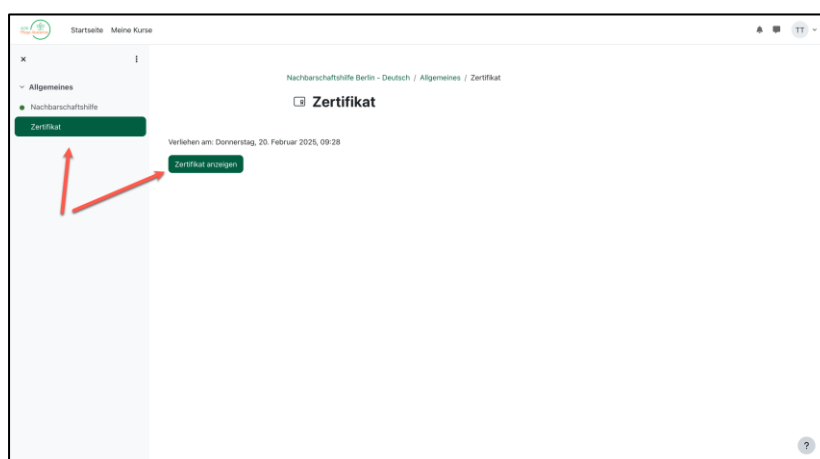 Startseite Meine Kurse
TT
Allgemeines
Nachbarschaftshilfe
Zertifikat
Nachbarschaftshilfe Berlin - Deutsch / Allgemeines / Zertifikat
Zertifikat
Verliehen am: Donnerstag, 20. Februar 2025, 09:28
Zertifikat anzeigen
?